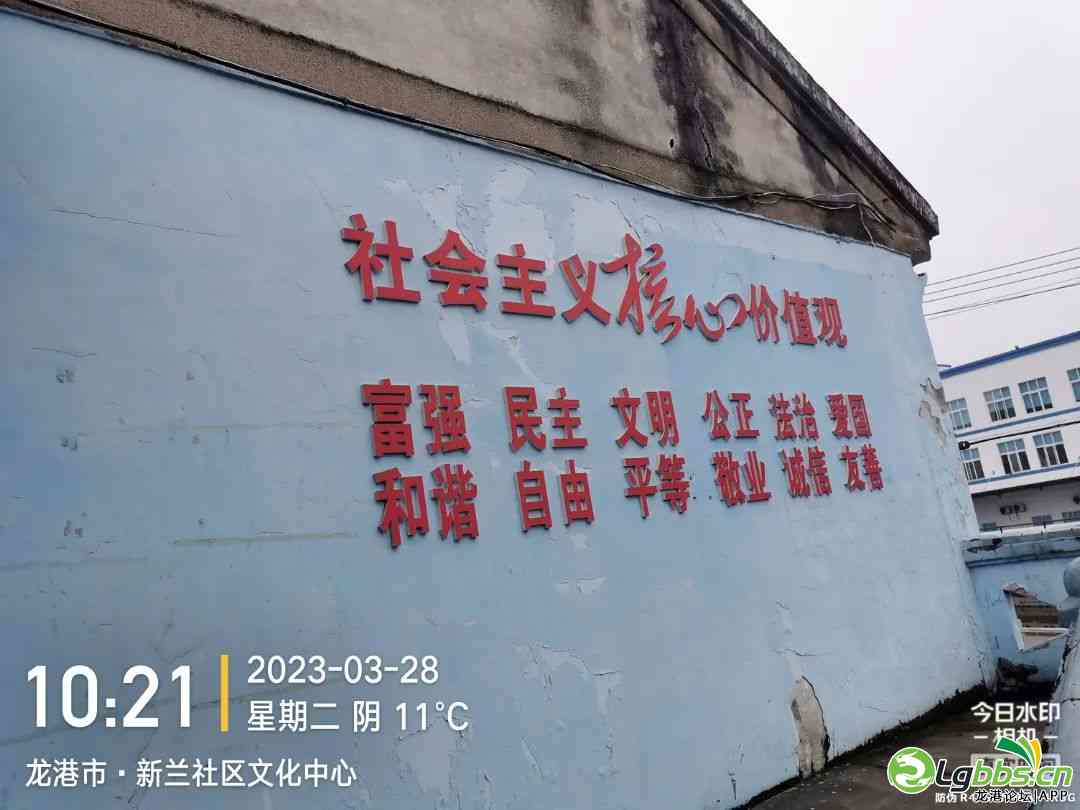 社会主义核心价值观
富强 民主 文明 公正 法治 爱国
和谐 自由 平等 敬业 诚信 友善
10:21
2023-03-28
星期二 阴 11°C
龙港市·新兰社区文化中心
今日水印
相机
Lgbbs.cn
龙港论坛APP